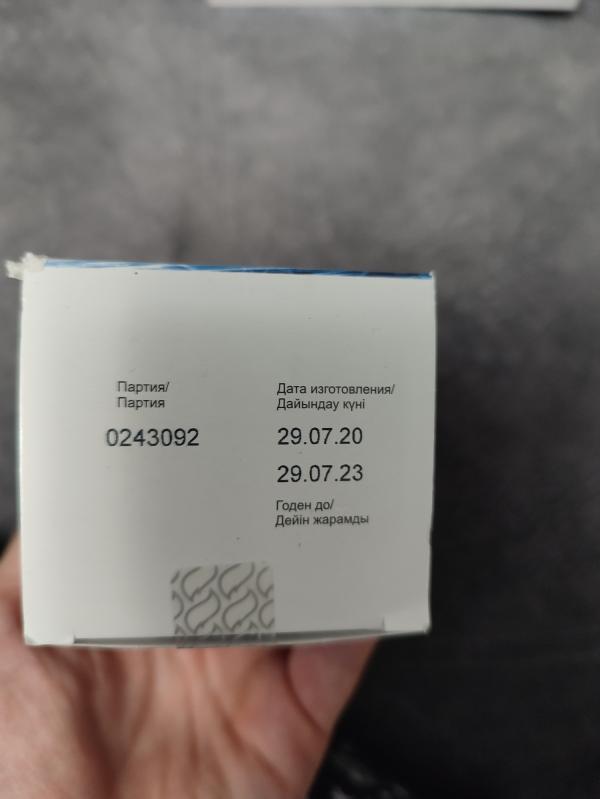 Партия/
Партия
0243092
Дата изготовления/
Дайындау күні
29.07.20
29.07.23
Годен до/
Дейін жарамды